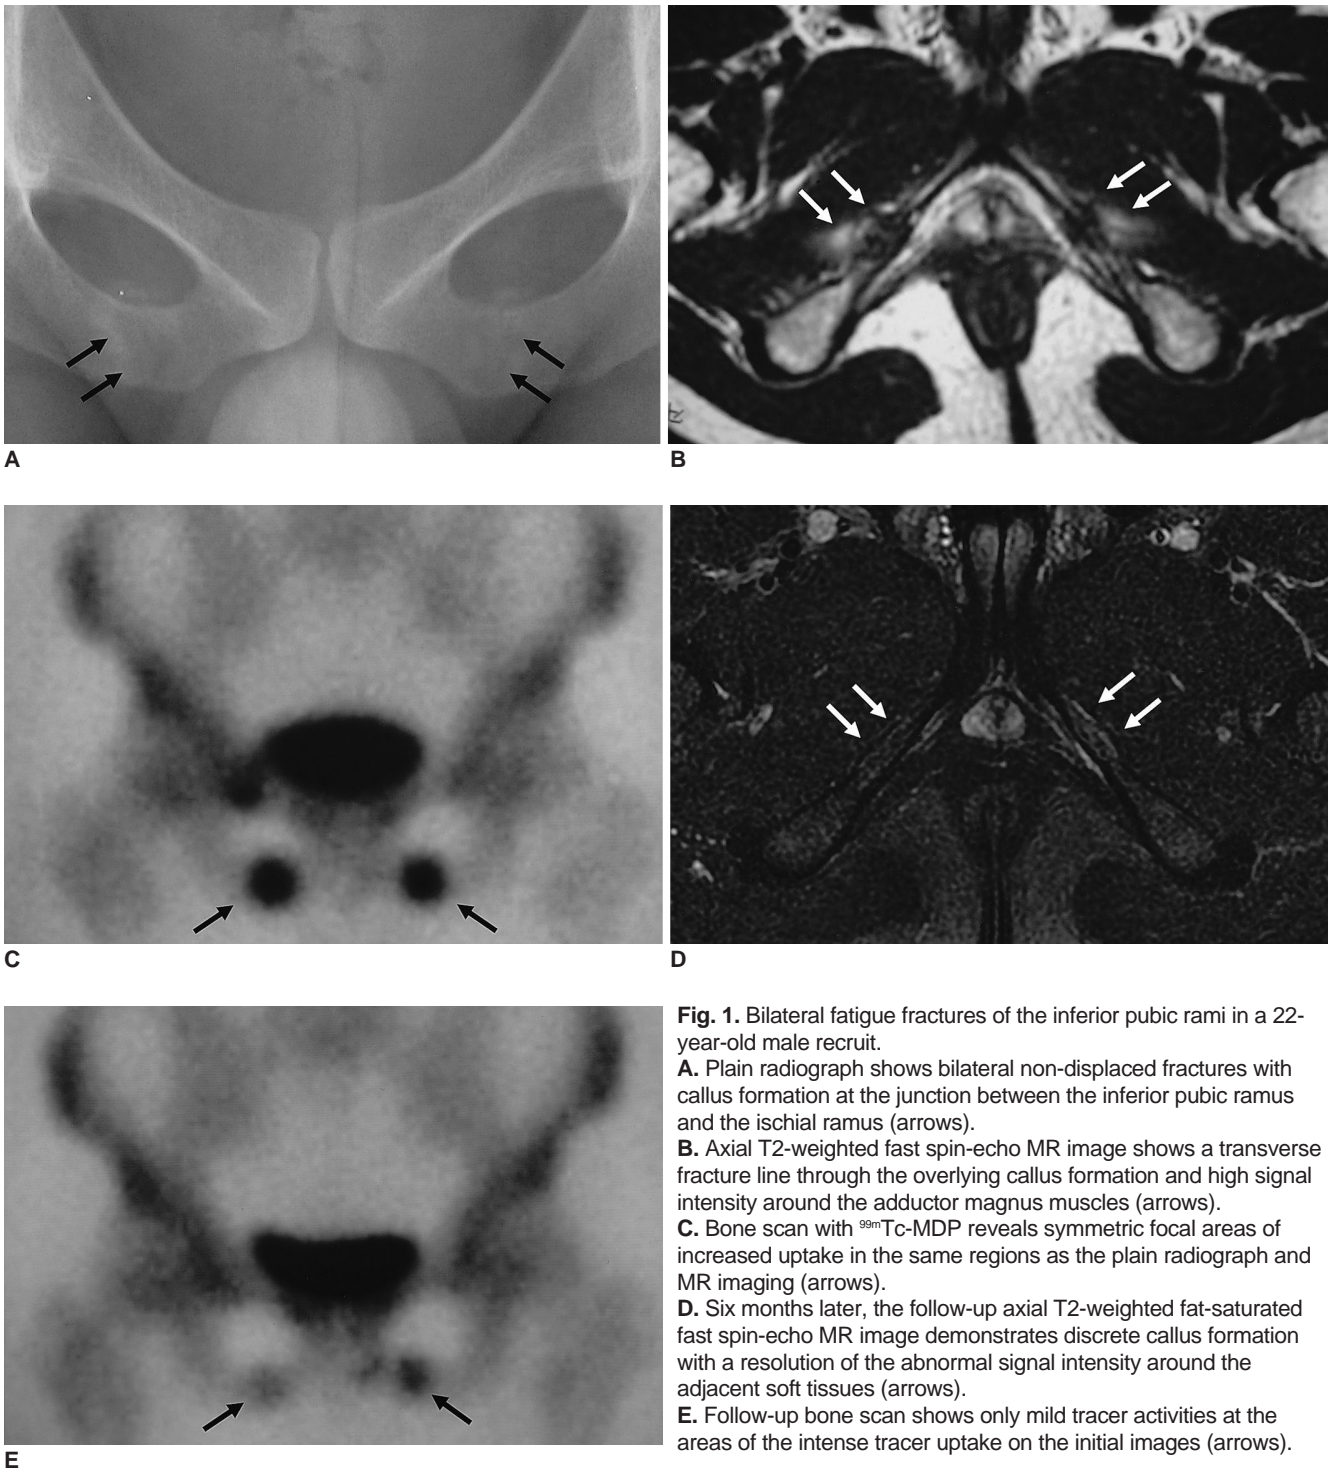 A
B
C
D
E
Fig. 1. Bilateral fatigue fractures of the inferior pubic rami in a 22-
year-old male recruit.
A. Plain radiograph shows bilateral non-displaced fractures with
callus formation at the junction between the inferior pubic ramus
and the ischial ramus (arrows).
B. Axial T2-weighted fast spin-echo MR image shows a transverse
fracture line through the overlying callus formation and high signal
intensity around the adductor magnus muscles (arrows).
C. Bone scan with 99mTc-MDP reveals symmetric focal areas of
increased uptake in the same regions as the plain radiograph and
MR imaging (arrows).
D. Six months later, the follow-up axial T2-weighted fat-saturated
fast spin-echo MR image demonstrates discrete callus formation
with a resolution of the abnormal signal intensity around the
adjacent soft tissues (arrows).
E. Follow-up bone scan shows only mild tracer activities at the
areas of the intense tracer uptake on the initial images (arrows).